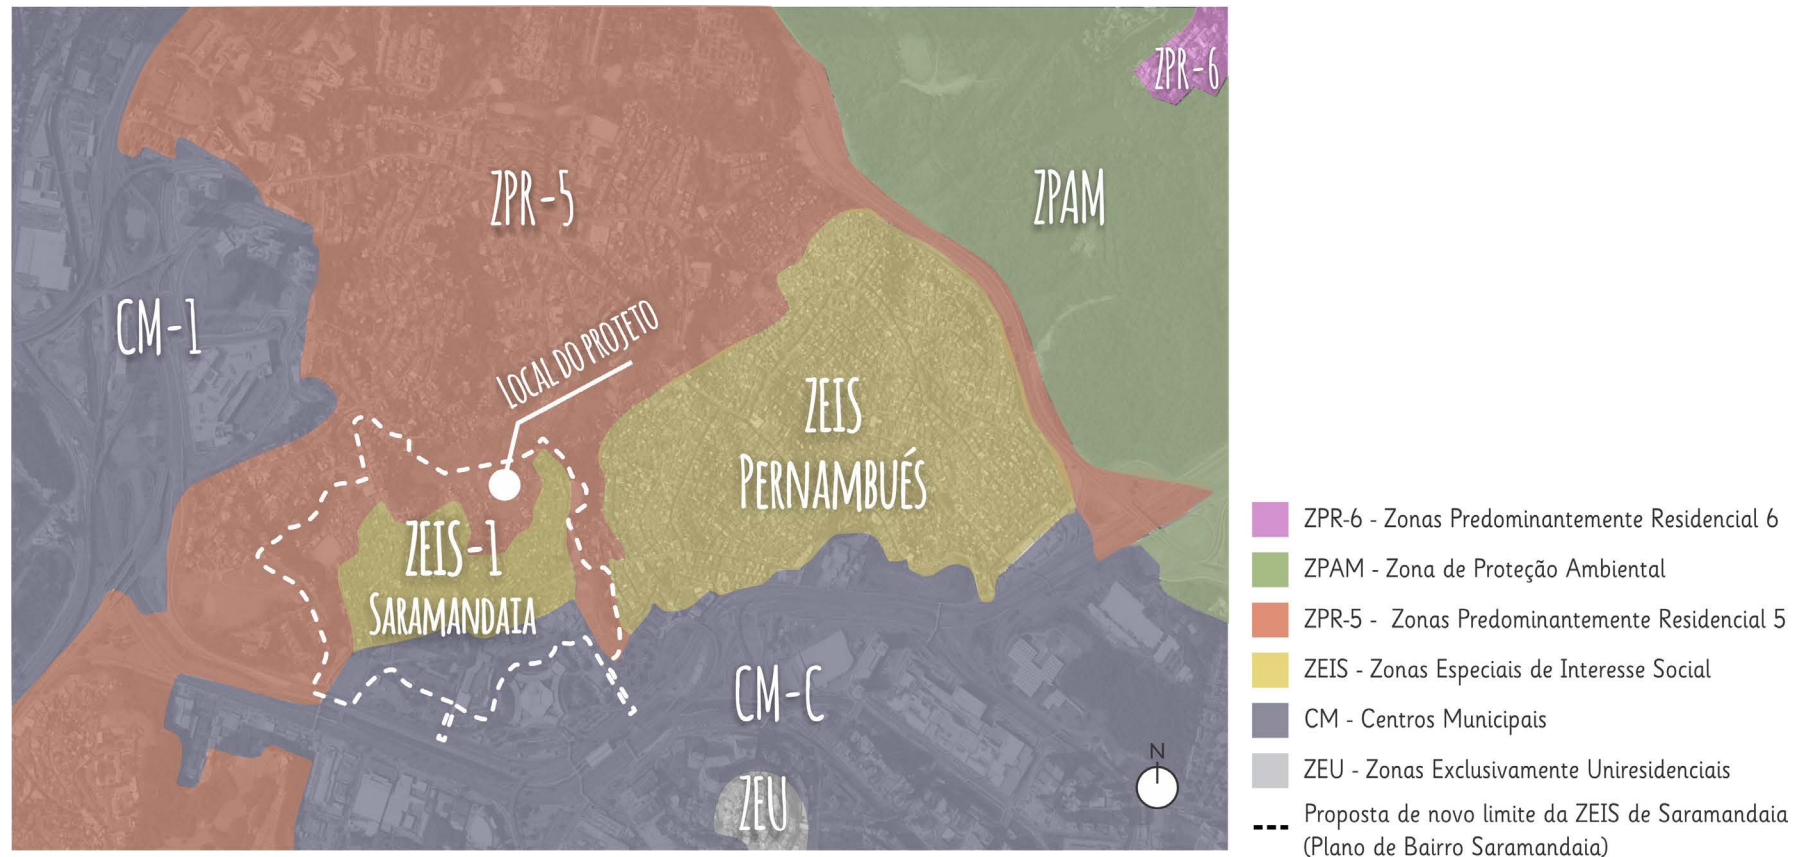 ZPR-6
ZPR-5
ZPAM
CM-1
LOCAL DO PROJETO
ZEIS
PERNAMBUÉS
ZEIS-1
SARAMANDAIA
CM-C
ZEU
N
ZPR-6 - Zonas Predominantemente Residencial 6
ZPAM - Zona de Proteção Ambiental
ZPR-5 - Zonas Predominantemente Residencial 5
ZEIS - Zonas Especiais de Interesse Social
CM - Centros Municipais
ZEU - Zonas Exclusivamente Uniresidenciais
Proposta de novo limite da ZEIS de Saramandaia
(Plano de Bairro Saramandaia)